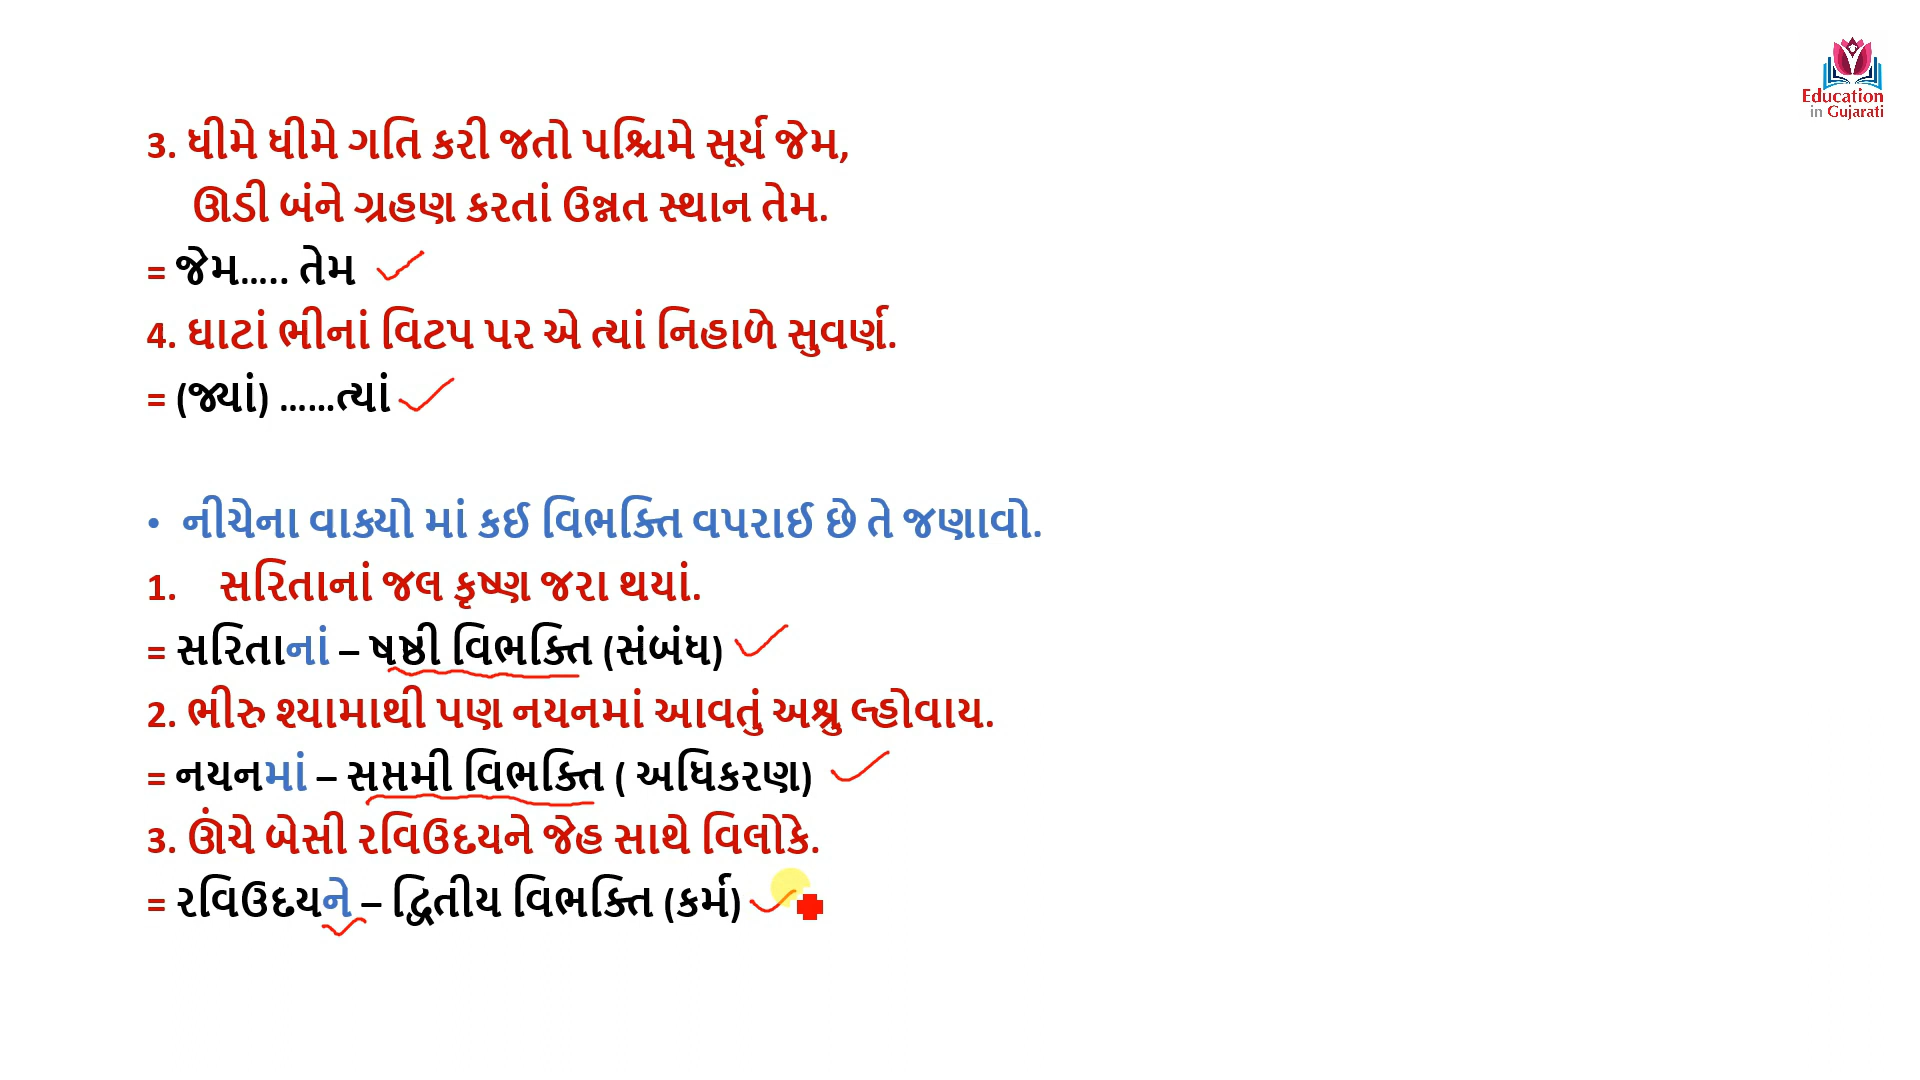 Education
in Gujarati
3. ધીમે ધીમે ગતિ કરી જતો પશ્ચિમે સૂર્ય જેમ,
ઊડી બંને ગ્રહણ કરતાં ઉન્નત સ્થાન તેમ.
= જેમ..... તેમ
4. ઘાટાં ભીનાં વિટપ પર એ ત્યાં નિહાળે સુવર્ણ.
= (જ્યાં) ......ત્યાં
• નીચેના વાક્યો માં કઈ વિભક્તિ વપરાઈ છે તે જણાવો.
1. સરિતાનાં જલ કૃષ્ણ જરા થયાં.
= સરિતાનાં – ષષ્ઠી વિભક્તિ (સંબંધ)
2. ભીરુ શ્યામાથી પણ નયનમાં આવતું અશ્રુ લ્હોવાય.
= નયનમાં – સપ્તમી વિભક્તિ ( અધિકરણ)
3. ઊંચે બેસી રવિઉદયને જેહ સાથે વિલોકે.
= રવિઉદયને – દ્વિતીય વિભક્તિ (કર્મ)